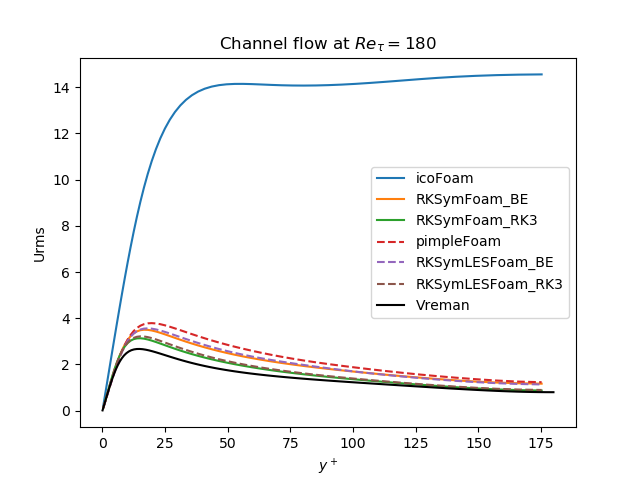 Channel flow at $Re_\tau = 180$
Urms
14
12
10
8
6
4
2
0
icoFoam
RKSymFoam_BE
RKSymFoam_RK3
pimpleFoam
RKSymLESFoam_BE
RKSymLESFoam_RK3
Vreman
0 25 50 75 100 125 150 175
$y^+$